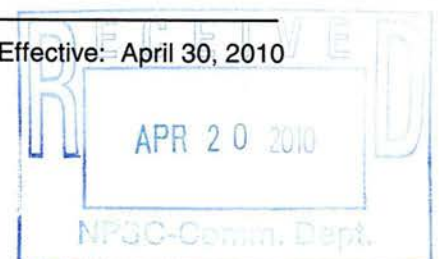 Effective: April 30, 2010
RECEIVED
APR 20 2010
NPSC-Comm. Dept.